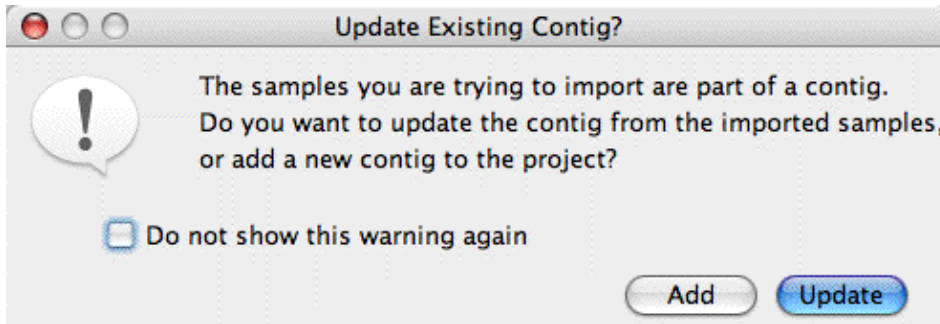 Update Existing Contig?
The samples you are trying to import are part of a contig.
Do you want to update the contig from the imported samples,
or add a new contig to the project?
Do not show this warning again
Add Update